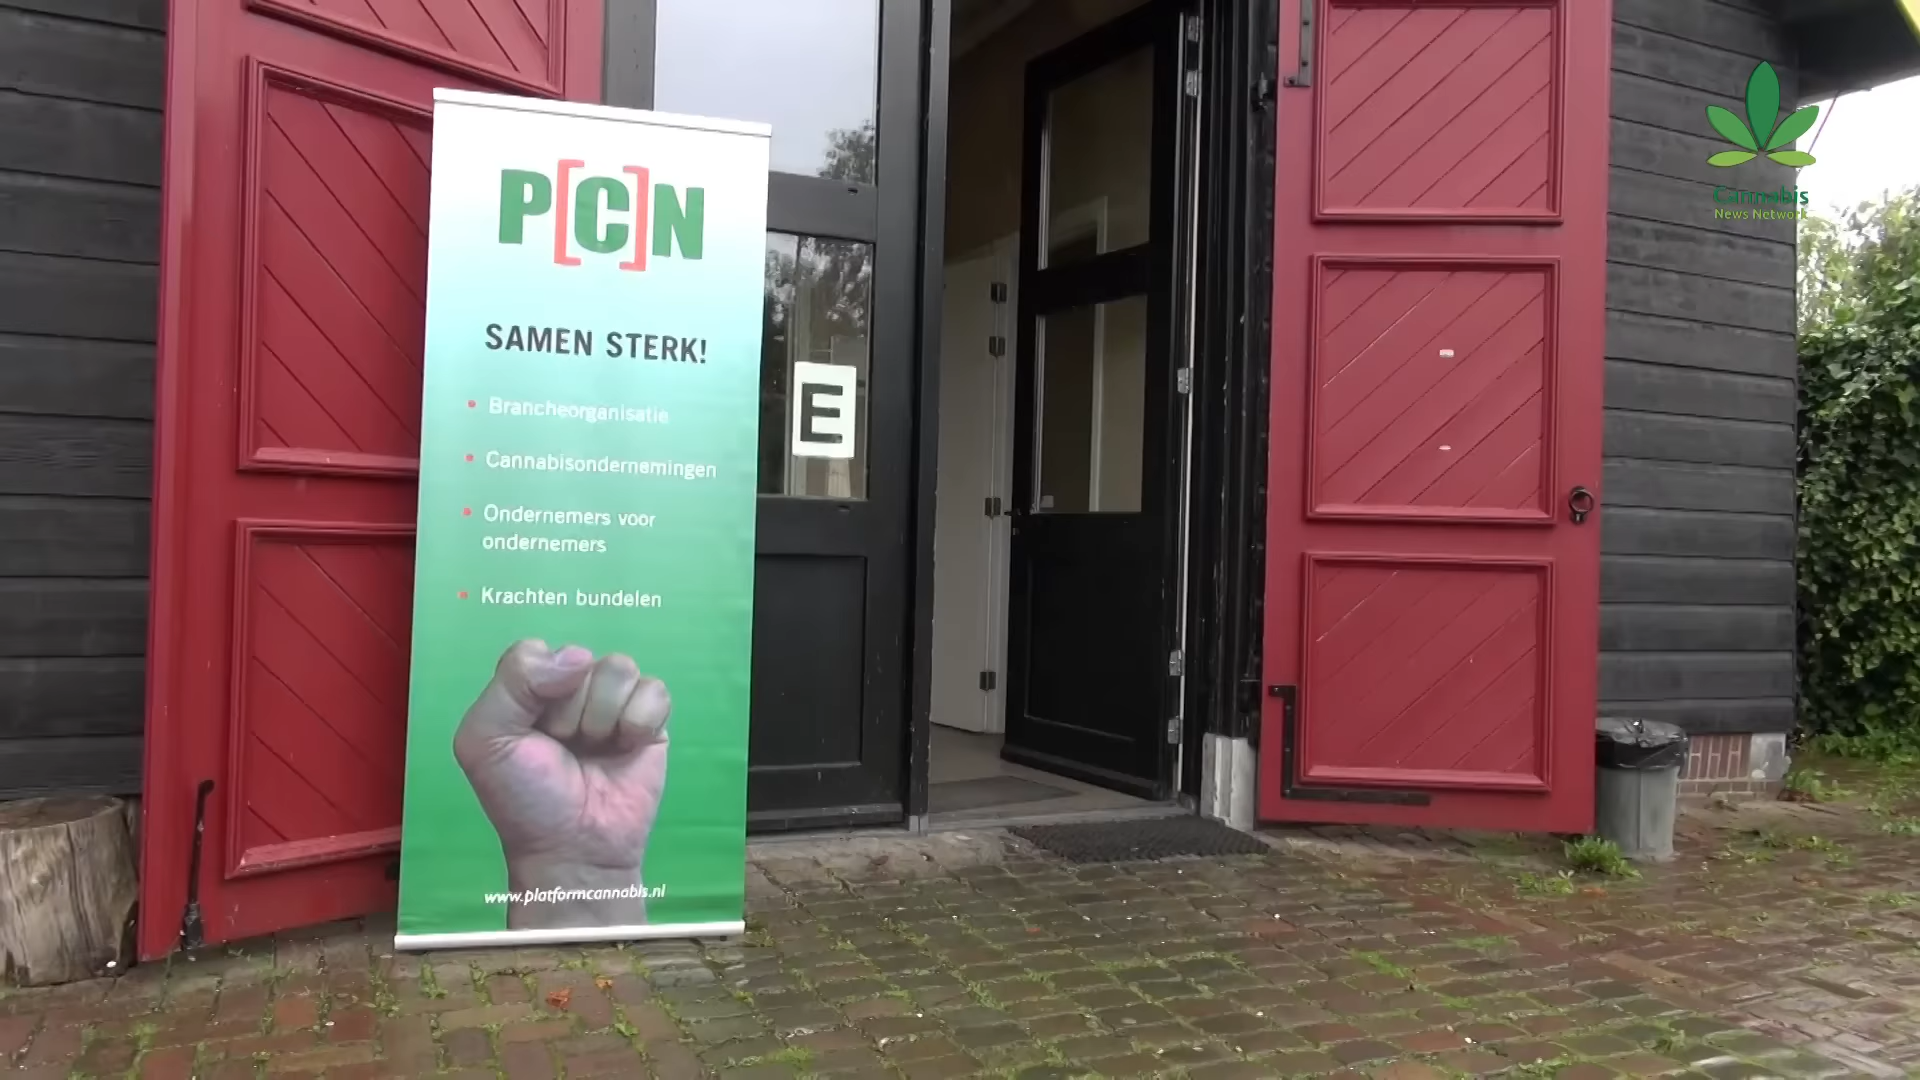 P[C]N
SAMEN STERK!
• Brancheorganisatie
• Cannabisondernemingen
• Ondernemers voor
ondernemers
• Krachten bundelen
www.platformcannabis.nl
E
Cannabis
News Network